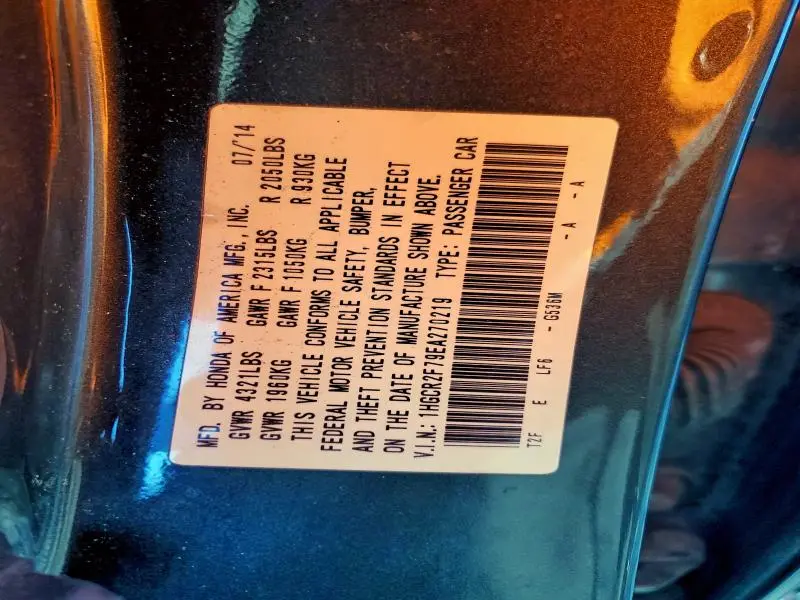 MFD. BY HONDA OF AMERICA MFG., INC. 07/'14
GVWR 4321LBS GAWR F 2315LBS R 2050LBS
GVWR 1960KG GAWR F 1050KG R 930KG
THIS VEHICLE CONFORMS TO ALL APPLICABLE
FEDERAL MOTOR VEHICLE SAFETY, BUMPER,
AND THEFT PREVENTION STANDARDS IN EFFECT
ON THE DATE OF MANUFACTURE SHOWN ABOVE.
V.I.N.: 1HGCR2F78EA270219 TYPE: PASSENGER CAR
T2F E LF6 - G536M - A - A